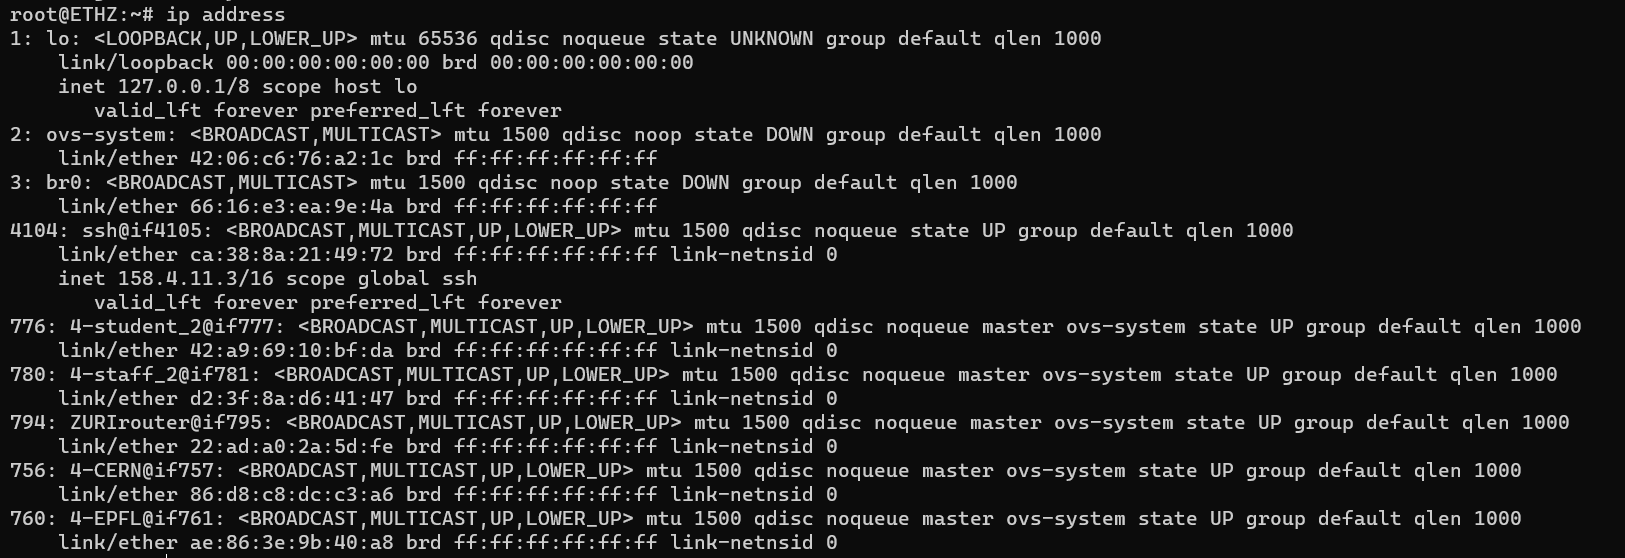 root@ETHZ:~# ip address
1: lo: <LOOPBACK,UP,LOWER_UP> mtu 65536 qdisc noqueue state UNKNOWN group default qlen 1000
    link/loopback 00:00:00:00:00:00 brd 00:00:00:00:00:00
    inet 127.0.0.1/8 scope host lo
       valid_lft forever preferred_lft forever
2: ovs-system: <BROADCAST,MULTICAST> mtu 1500 qdisc noop state DOWN group default qlen 1000
    link/ether 42:06:c6:76:a2:1c brd ff:ff:ff:ff:ff:ff
3: br0: <BROADCAST,MULTICAST> mtu 1500 qdisc noop state DOWN group default qlen 1000
    link/ether 66:16:e3:ea:9e:4a brd ff:ff:ff:ff:ff:ff
4104: ssh@if4105: <BROADCAST,MULTICAST,UP,LOWER_UP> mtu 1500 qdisc noqueue state UP group default qlen 1000
    link/ether ca:38:8a:21:49:72 brd ff:ff:ff:ff:ff:ff link-netnsid 0
    inet 158.4.11.3/16 scope global ssh
       valid_lft forever preferred_lft forever
776: 4-student_2@if777: <BROADCAST,MULTICAST,UP,LOWER_UP> mtu 1500 qdisc noqueue master ovs-system state UP group default qlen 1000
    link/ether 42:a9:69:10:bf:da brd ff:ff:ff:ff:ff:ff link-netnsid 0
780: 4-staff_2@if781: <BROADCAST,MULTICAST,UP,LOWER_UP> mtu 1500 qdisc noqueue master ovs-system state UP group default qlen 1000
    link/ether d2:3f:8a:d6:41:47 brd ff:ff:ff:ff:ff:ff link-netnsid 0
794: ZURIrouter@if795: <BROADCAST,MULTICAST,UP,LOWER_UP> mtu 1500 qdisc noqueue master ovs-system state UP group default qlen 1000
    link/ether 22:ad:a0:2a:5d:fe brd ff:ff:ff:ff:ff:ff link-netnsid 0
756: 4-CERN@if757: <BROADCAST,MULTICAST,UP,LOWER_UP> mtu 1500 qdisc noqueue master ovs-system state UP group default qlen 1000
    link/ether 86:d8:c8:dc:c3:a6 brd ff:ff:ff:ff:ff:ff link-netnsid 0
760: 4-EPFL@if761: <BROADCAST,MULTICAST,UP,LOWER_UP> mtu 1500 qdisc noqueue master ovs-system state UP group default qlen 1000
    link/ether ae:86:3e:9b:40:a8 brd ff:ff:ff:ff:ff:ff link-netnsid 0